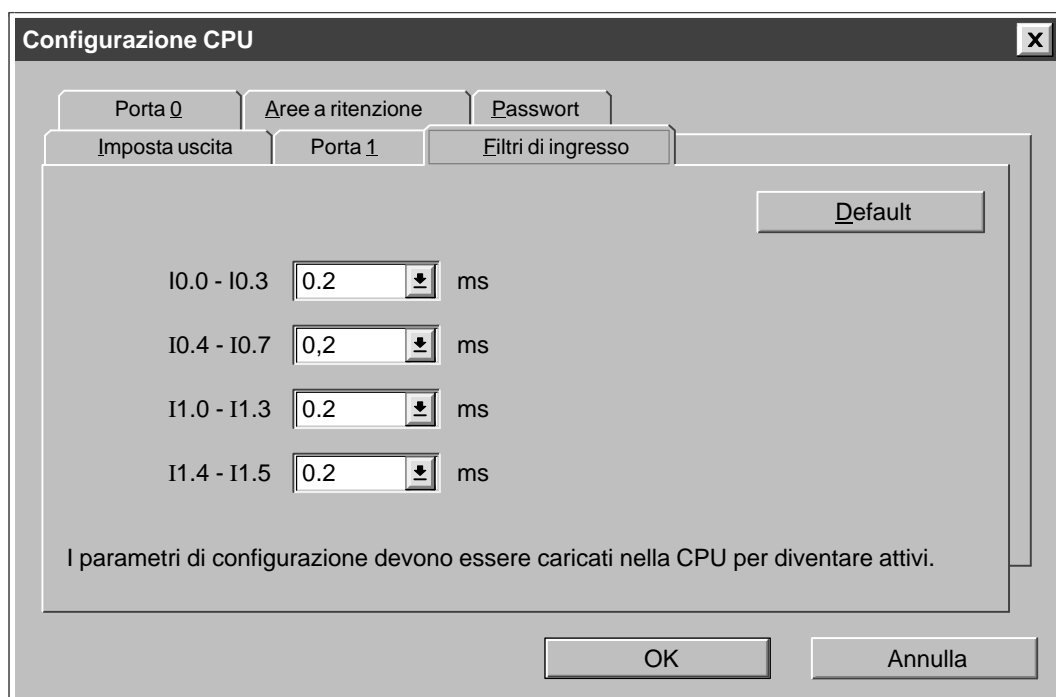 Configurazione CPU
Porta 0
Aree a ritenzione
Passwort
Imposta uscita
Porta 1
Filtri di ingresso
Default
I0.0 - I0.3 0.2 ms
I0.4 - I0.7 0,2 ms
I1.0 - I1.3 0.2 ms
I1.4 - I1.5 0.2 ms
I parametri di configurazione devono essere caricati nella CPU per diventare attivi.
OK
Annulla